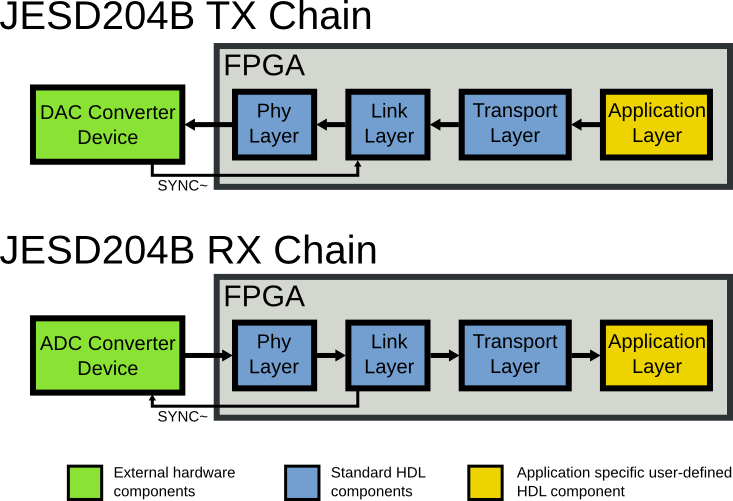 JESD204B TX Chain
FPGA
DAC Converter
Device
Phy
Layer
Link
Layer
Transport
Layer
Application
Layer
SYNC~
JESD204B RX Chain
FPGA
ADC Converter
Device
Phy
Layer
Link
Layer
Transport
Layer
Application
Layer
SYNC~
External hardware
components
Standard HDL
components
Application specific user-defined
HDL component